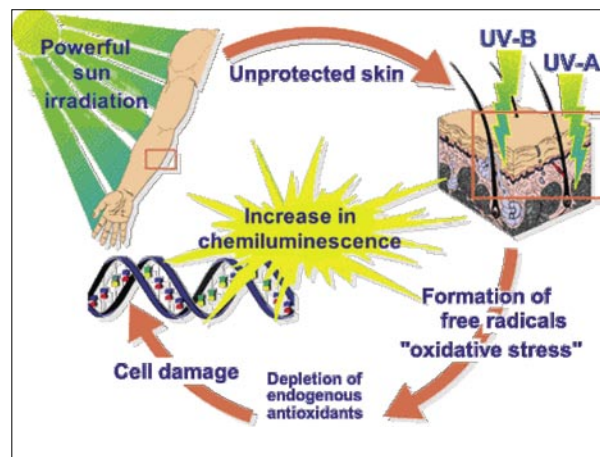 Powerful
sun
irradiation
Unprotected skin
UV-B
UV-A
Increase in
chemiluminescence
Formation of
free radicals
"oxidative stress"
Depletion of
endogenous
antioxidants
Cell damage